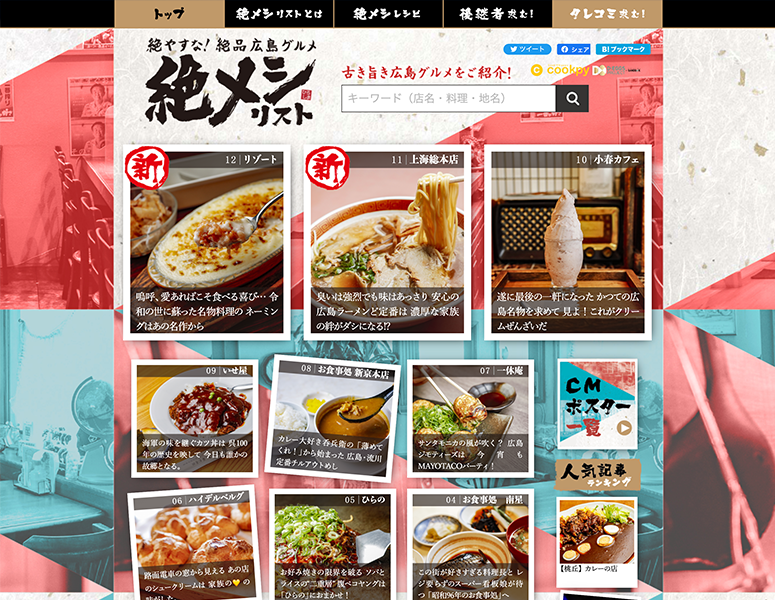 トップ
絶メシリストとは
絶メシレシピ
後継者求む!
タレコミ求む!
絶やすな! 絶品広島グルメ
絶メシ
リスト
ツイート
シェア
B!ブックマーク
古き旨き広島グルメをご紹介!
cookpy
キーワード（店名・料理・地名）
新
12 | リゾート
嗚呼、愛あればこそ食べる喜び… 令
和の世に蘇った名物料理の ネーミン
グはあの名作から
新
11 | 上海総本店
臭いは強烈でも味はあっさり 安心の
広島ラーメンど定番は 濃厚な家族
の絆がダシになる!?
10 | 小春カフェ
遂に最後の一軒になった かつての広
島名物を求めて 見よ！これがクリー
ムぜんざいだ
09 | いせ屋
海軍の味を継ぐカツ丼は 呉100
年の歴史を映して 今日も誰かの
故郷となる。
08 | お食事処 新京本店
カレー大好き呑兵衛の「薄めて
くれ！」から始まった 広島・流川
定番チルアウトめし
07 | 一休庵
サンタモニカの風が吹く？ 広島
ジモティーズは 今宵も
MAYOTACOパーティ！
CM
ポスター
一覧
人気記事
ランキング
06 | ハイデルベルグ
路面電車の窓から見える あの店
のシュークリームは 家族の💛 の
05 | ひらの
お好み焼きの限界を破る ソバと
ライスの“二重層” 腹ペコヤングは
「ひらの」におまかせ！
04 | お食事処 南星
この街が好きすぎる料理長と レ
ジ要らずのスーパー看板娘が待
つ 「昭和96年のお食事処」へ
【桃丘】カレーの店